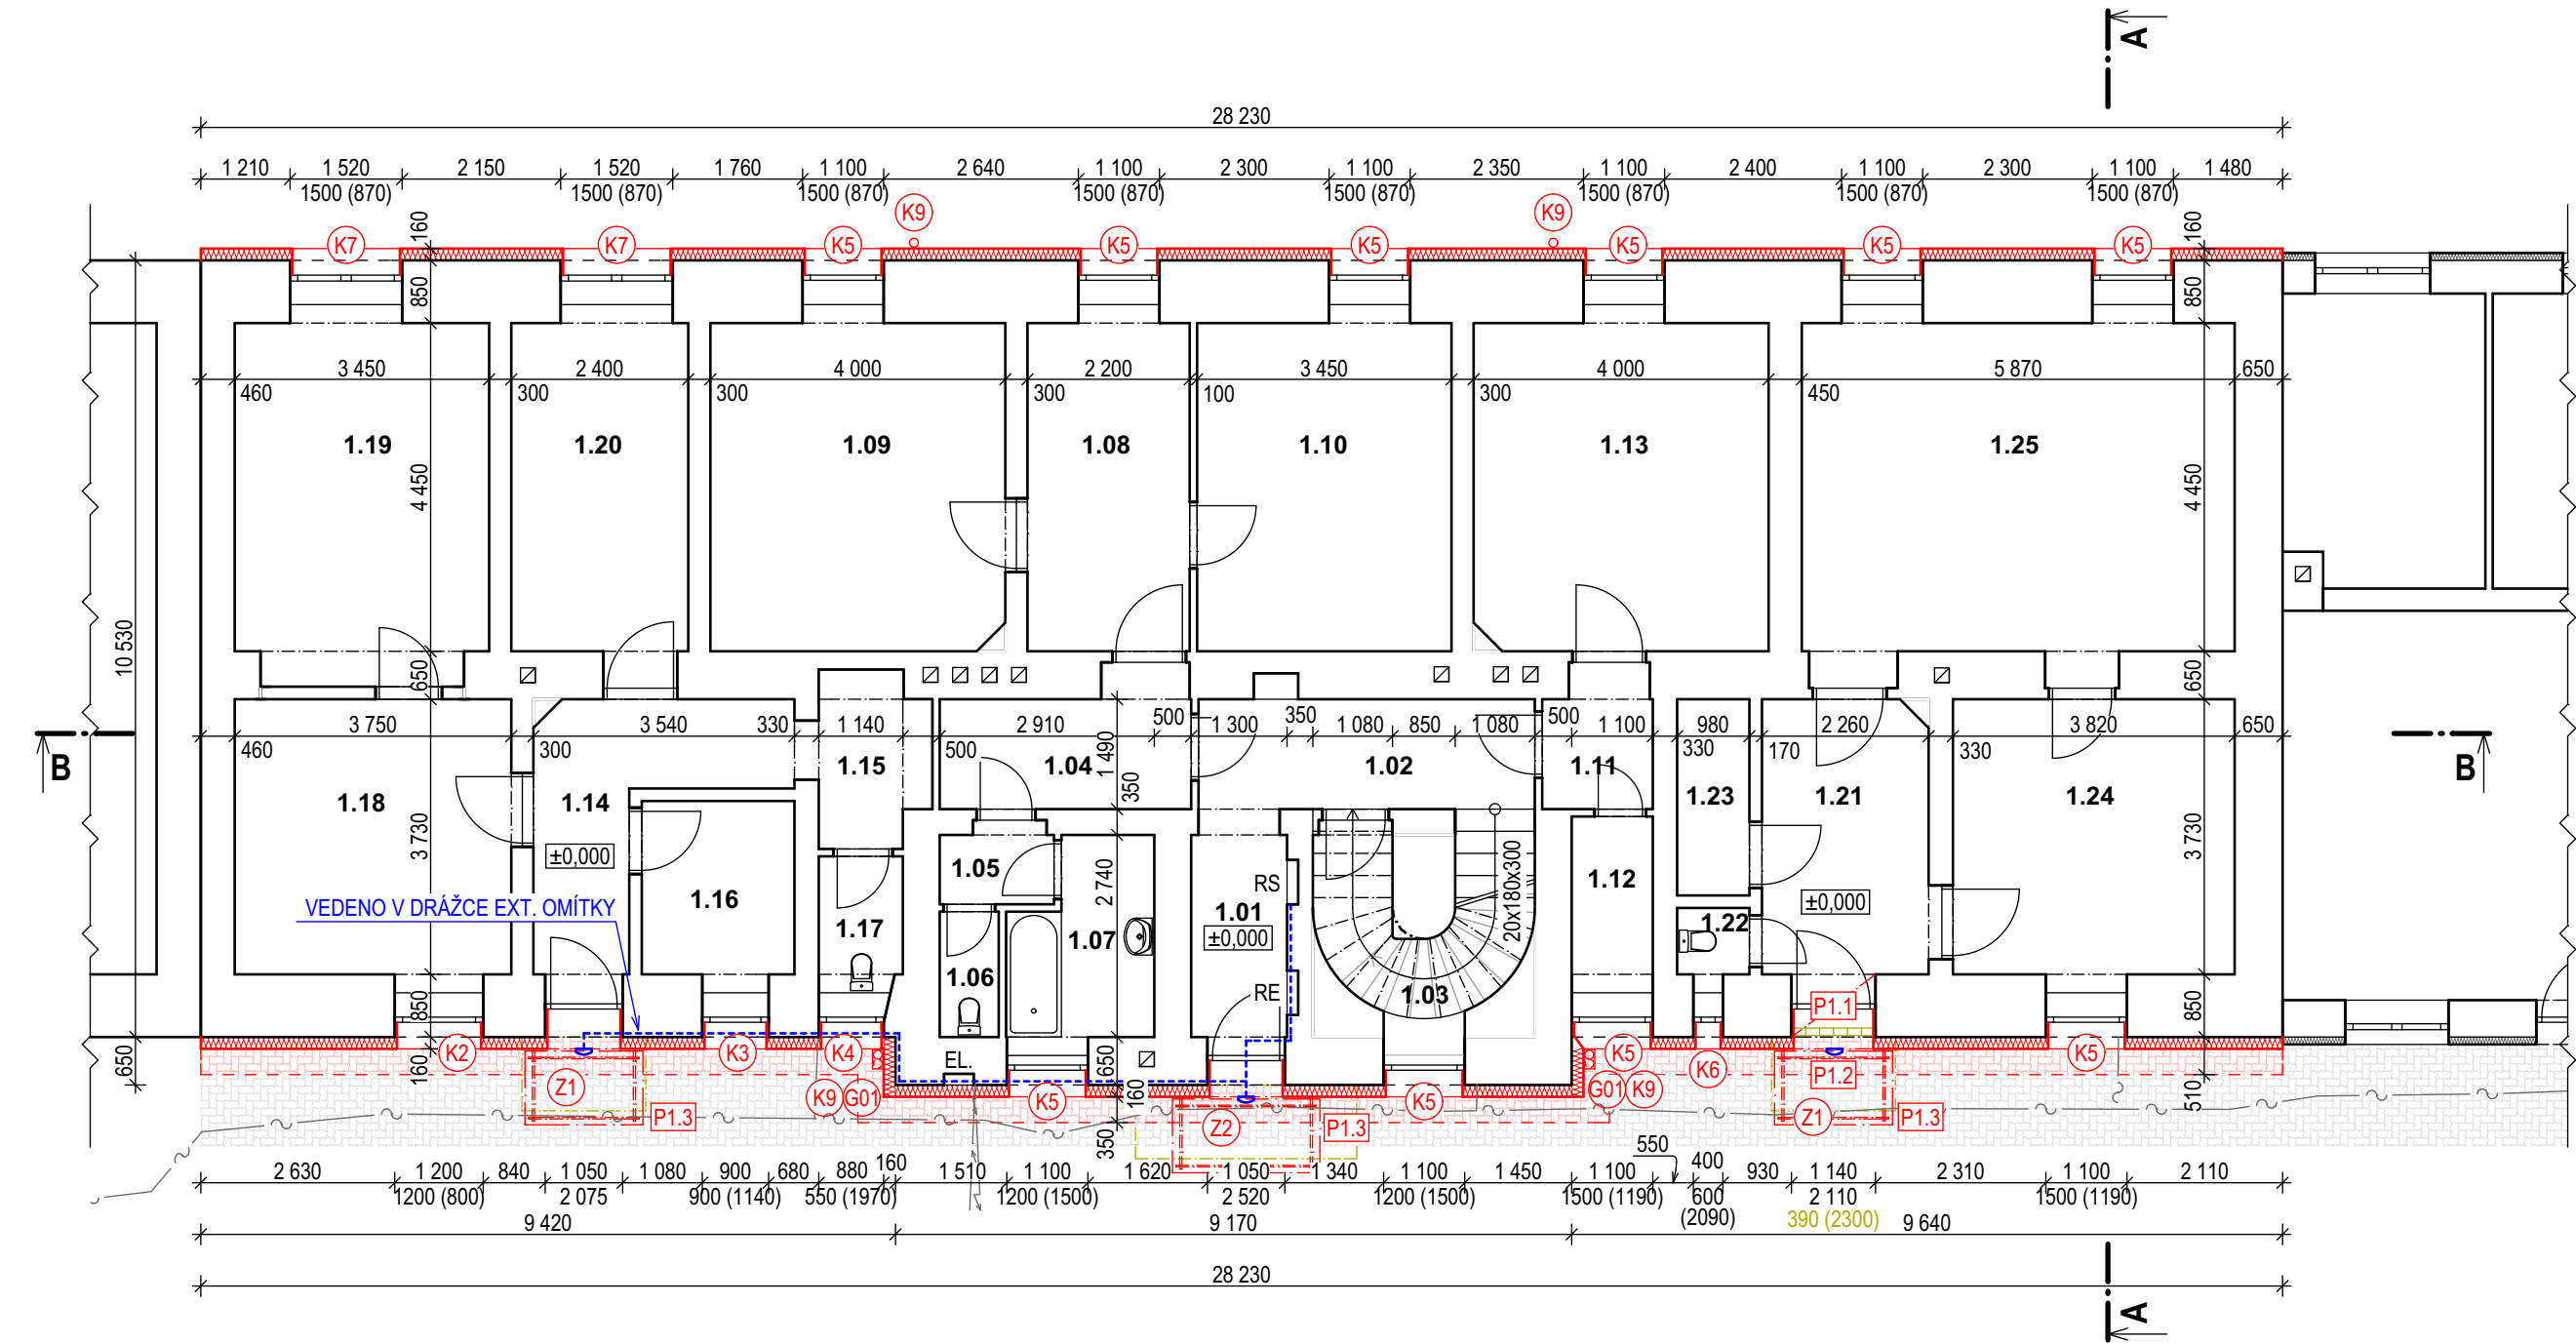 A
28 230
1 210 1 520 2 150 1 520 1 760 1 100 2 640 1 100 2 300 1 100 2 350 1 100 2 400 1 100 2 300 1 100 1 480
1500 (870) 1500 (870) 1500 (870) 1500 (870) 1500 (870) 1500 (870) 1500 (870) 1500 (870)
160 K9 K9 160
K7 K7 K5 K5 K5 K5 K5 K5
850 850
3 450 2 400 4 000 2 200 3 450 4 000 5 870 650
460 300 300 300 100 300 450
1.19 1.20 1.09 1.08 1.10 1.13 1.25
4 450 4 450
10 530
650 650
3 750 3 540 330 1 140 2 910 500 1 300 350 1 080 850 1 080 500 1 100 980 2 260 3 820 650
460 300 500 1 490 330 170 330
B 1.15 1.04 1.02 1.11 B
350
1.18 1.14 1.23 1.21 1.24
3 730 ±0,000 3 730
1.05 2 740 RS 20x180x300 1.12
VEDENO V DRÁŽCE EXT. OMÍTKY 1.16 1.01 ±0,000
1.17 1.07 ±0,000 1.22
1.06 RE 1.03 P1.1
850 850
K2 K3 K4 EL. 650 K5 K6 K5
650 160 Z1 K9 G01 K5 160 K5 G01 K9 P1.2 510
P1.3 Z2 P1.3 Z1 P1.3
350 550
2 630 1 200 840 1 050 1 080 900 680 880 160 1 510 1 100 1 620 1 050 1 340 1 100 1 450 1 100 400 930 1 140 2 310 1 100 2 110
1200 (800) 2 075 900 (1140) 550 (1970) 1200 (1500) 2 520 1200 (1500) 1500 (1190) 600 2 110 1500 (1190)
(2090) 390 (2300)
9 420 9 170 9 640
28 230
A